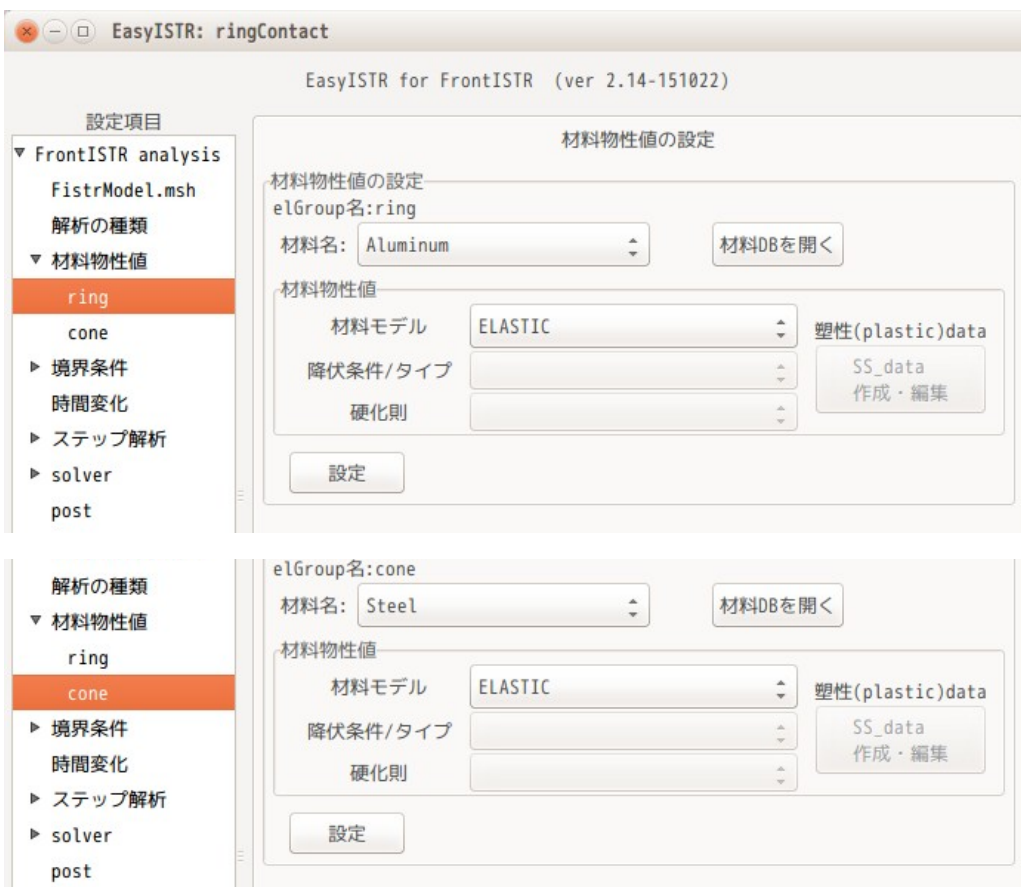 EasyISTR: ringContact
EasyISTR for FrontISTR (ver 2.14-151022)
設定項目
FrontISTR analysis
FistrModel.msh
解析の種類
材料物性値
ring
cone
境界条件
時間変化
ステップ解析
solver
post
材料物性値の設定
材料物性値の設定
elGroup名:ring
材料名: Aluminum 材料DBを開く
材料物性値
材料モデル ELASTIC 塑性(plastic)data
降伏条件/タイプ SS_data
作成・編集
硬化則
設定
解析の種類
材料物性値
ring
cone
境界条件
時間変化
ステップ解析
solver
post
elGroup名:cone
材料名: Steel 材料DBを開く
材料物性値
材料モデル ELASTIC 塑性(plastic)data
降伏条件/タイプ SS_data
作成・編集
硬化則
設定